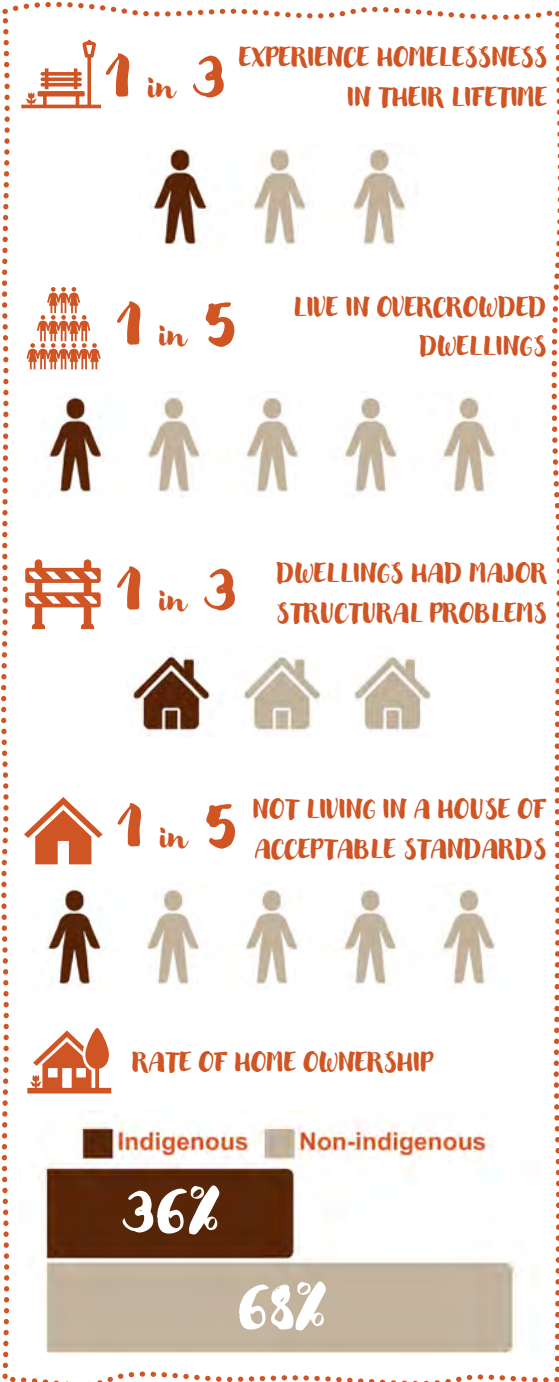 1 in 3 EXPERIENCE HOMELESSNESS
IN THEIR LIFETIME
1 in 5 LIVE IN OVERCROWDED
DWELLINGS
1 in 3 DWELLINGS HAD MAJOR
STRUCTURAL PROBLEMS
1 in 5 NOT LIVING IN A HOUSE OF
ACCEPTABLE STANDARDS
RATE OF HOME OWNERSHIP
Indigenous Non-indigenous
36%
68%